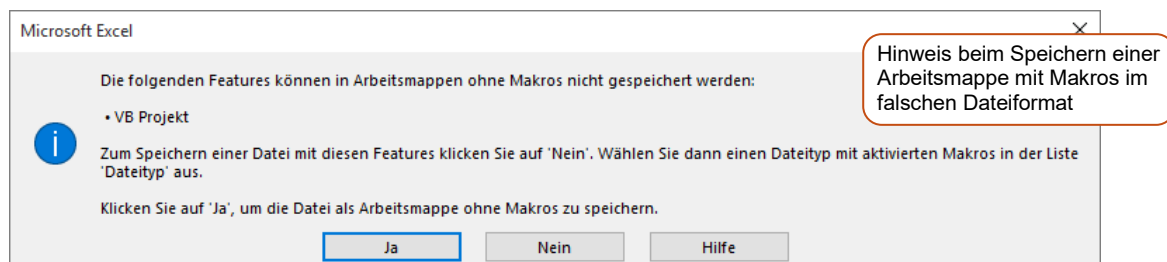 Microsoft Excel
Hinweis beim Speichern einer
Arbeitsmappe mit Makros im
falschen Dateiformat
Die folgenden Features können in Arbeitsmappen ohne Makros nicht gespeichert werden:
• VB Projekt
Zum Speichern einer Datei mit diesen Features klicken Sie auf 'Nein'. Wählen Sie dann einen Dateityp mit aktivierten Makros in der Liste
'Dateityp' aus.
Klicken Sie auf 'Ja', um die Datei als Arbeitsmappe ohne Makros zu speichern.
Ja Nein Hilfe